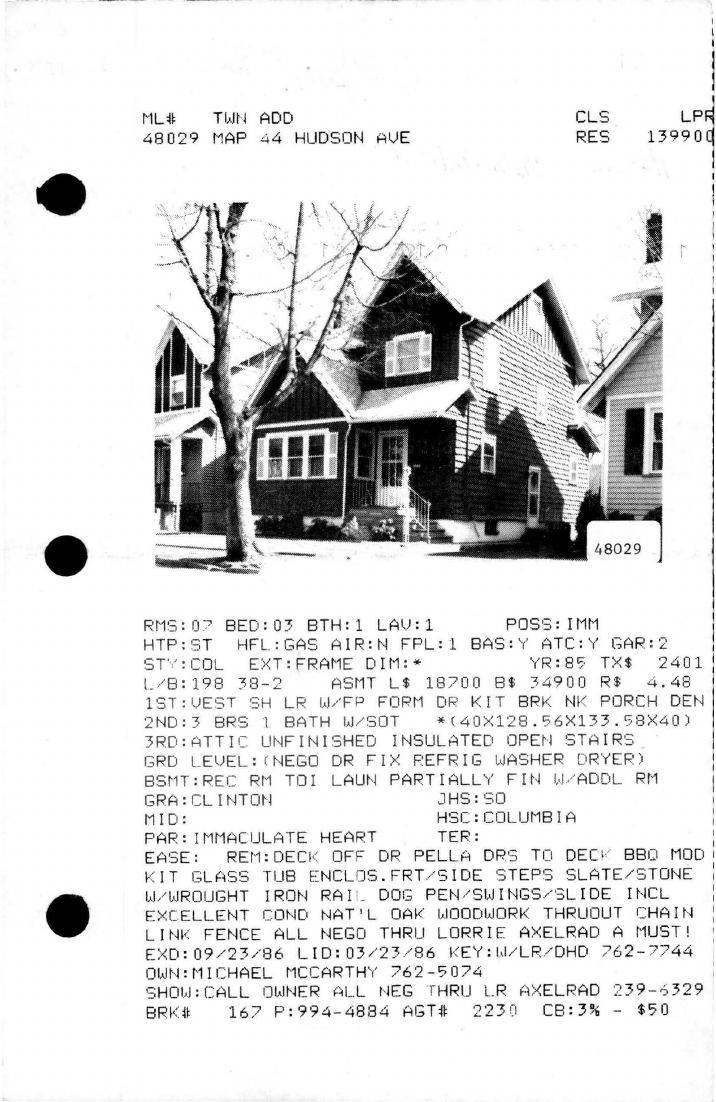 ML# TWN ADD CLS LPR
48029 MAP 44 HUDSON AVE RES 139900
48029
RMS:07 BED:03 BTH:1 LAV:1 POSS:IMM
HTP:ST HFL:GAS AIR:N FPL:1 BAS:Y ATC:Y GAR:2
STY:COL EXT:FRAME DIM:* YR:85 TX$ 2401
L/B:198 38-2 ASMT L$ 18700 B$ 34900 R$ 4.48
1ST:VEST SH LR W/FP FORM DR KIT BRK NK PORCH DEN
2ND:3 BRS 1 BATH W/SOT *(40X128.56X133.58X40)
3RD:ATTIC UNFINISHED INSULATED OPEN STAIRS
GRD LEVEL:(NEGO DR FIX REFRIG WASHER DRYER)
BSMT:REC RM TOI LAUN PARTIALLY FIN W/ADDL RM
GRA:CLINTON JHS:SO
MID: HSC:COLUMBIA
PAR:IMMACULATE HEART TER:
EASE: REM:DECK OFF DR PELLA DRS TO DECK BBQ MOD
KIT GLASS TUB ENCLOS.FRT/SIDE STEPS SLATE/STONE
W/WROUGHT IRON RAIL DOG PEN/SWINGS/SLIDE INCL
EXCELLENT COND NAT'L OAK WOODWORK THRUOUT CHAIN
LINK FENCE ALL NEGO THRU LORRIE AXELRAD A MUST!
EXD:09/23/86 LID:03/23/86 KEY:W/LR/DHD 762-7744
OWN:MICHAEL MCCARTHY 762-5074
SHOW:CALL OWNER ALL NEG THRU LR AXELRAD 239-6329
BRK# 167 P:994-4884 AGT# 2230 CB:3% - $50